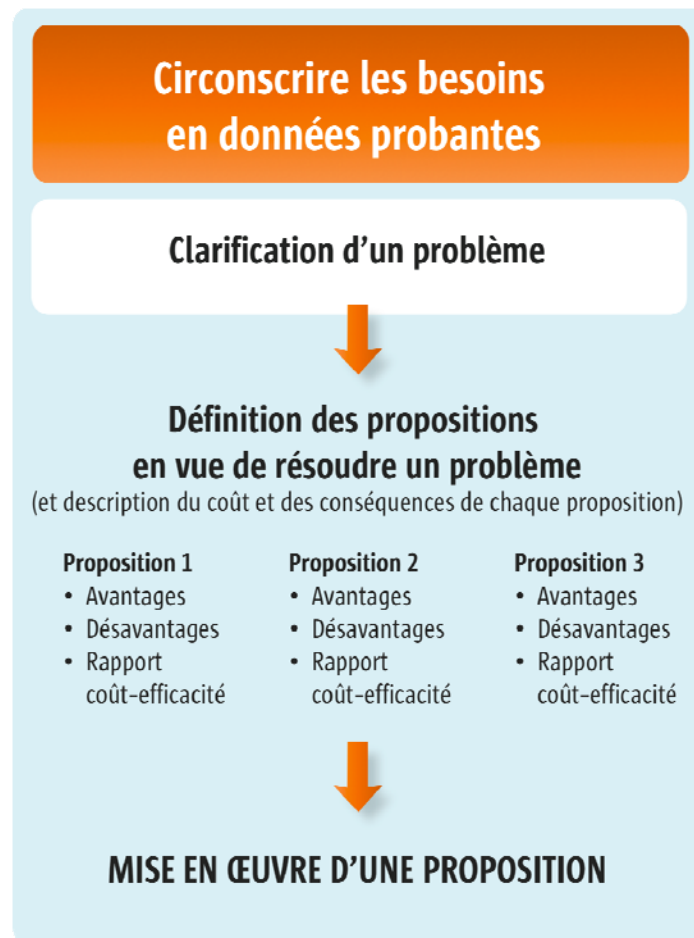 Circonscrire les besoins
en données probantes
Clarification d'un problème
Définition des propositions
en vue de résoudre un problème
(et description du coût et des conséquences de chaque proposition)
Proposition 1
• Avantages
• Désavantages
• Rapport
coût-efficacité
Proposition 2
• Avantages
• Désavantages
• Rapport
coût-efficacité
Proposition 3
• Avantages
• Désavantages
• Rapport
coût-efficacité
MISE EN ŒUVRE D'UNE PROPOSITION